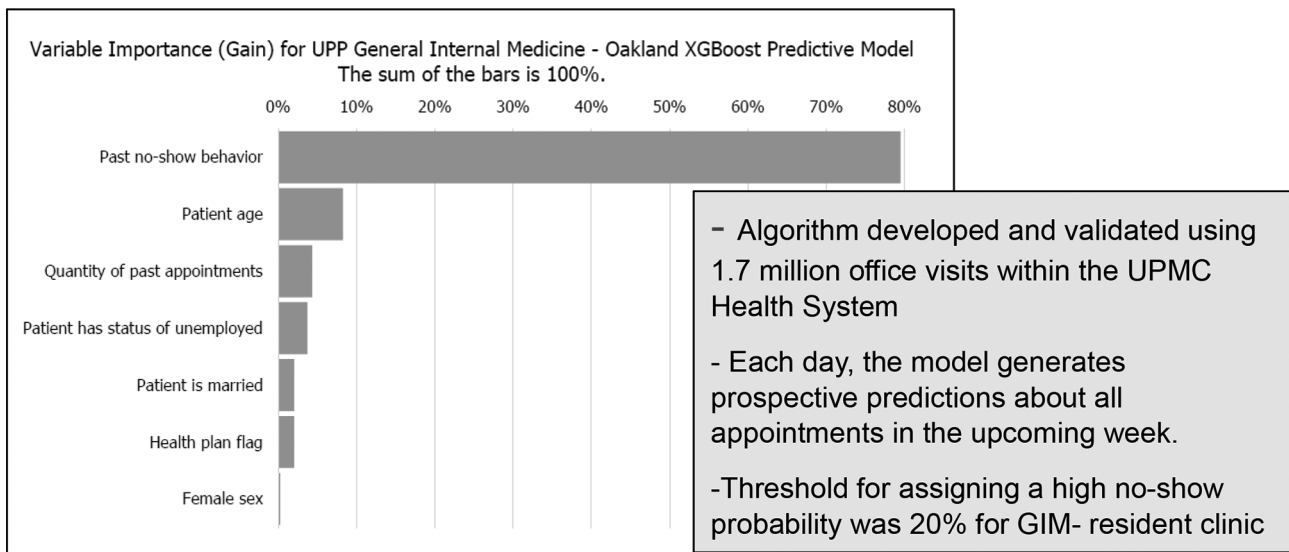 Variable Importance (Gain) for UPP General Internal Medicine - Oakland XGBoost Predictive Model
The sum of the bars is 100%.
0% 10% 20% 30% 40% 50% 60% 70% 80%
Past no-show behavior
Patient age
Quantity of past appointments
Patient has status of unemployed
Patient is married
Health plan flag
Female sex
- Algorithm developed and validated using
1.7 million office visits within the UPMC
Health System
- Each day, the model generates
prospective predictions about all
appointments in the upcoming week.
-Threshold for assigning a high no-show
probability was 20% for GIM- resident clinic